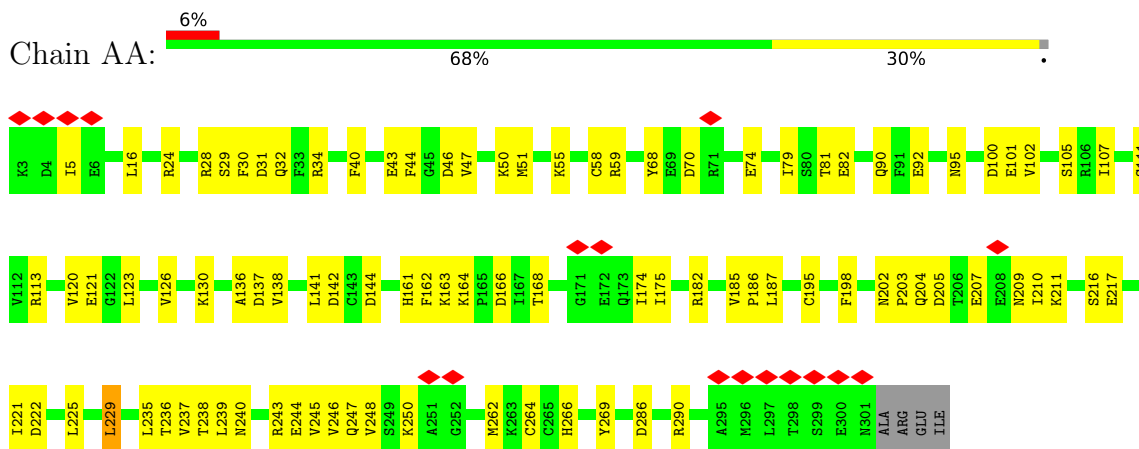 6%
Chain AA:
68% 30% •
K3 D4 I5 E6 L16 R24 R28 S29 F30 D31 Q32 F33 R34 F40 E43 F44 G45 D46 V47 K50 M51 K55 C58 R59 Y68 E69 D70 R71 E74 I79 S80 T81 E82 Q90 F91 E92 N95 D100 E101 V102 S105 R106 I107
V112 R113 V120 E121 G122 L123 V126 K130 A136 D137 V138 L141 D142 C143 D144 H161 F162 K163 K164 P165 D166 I167 T168 G171 E172 Q173 I174 I175 R182 V185 P186 L187 C195 F198 N202 P203 Q204 D205 T206 E207 E208 N209 I210 K211 S216 E217
I221 D222 L225 L229 L235 T236 V237 T238 L239 N240 R243 E244 V245 V246 Q247 V248 S249 K250 A251 G252 M262 K263 C264 C265 H266 Y269 D286 R290 A295 M296 L297 T298 S299 E300 N301 ALA ARG GLU ILE